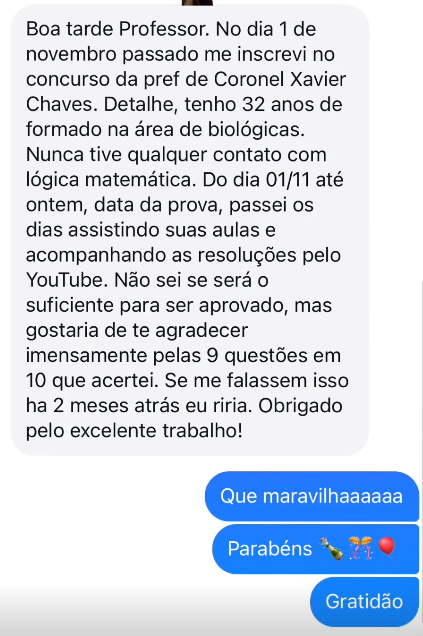 Boa tarde Professor. No dia 1 de
novembro passado me inscrevi no
concurso da pref de Coronel Xavier
Chaves. Detalhe, tenho 32 anos de
formado na área de biológicas.
Nunca tive qualquer contato com
lógica matemática. Do dia 01/11 até
ontem, data da prova, passei os
dias assistindo suas aulas e
acompanhando as resoluções pelo
YouTube. Não sei se será o
suficiente para ser aprovado, mas
gostaria de te agradecer
imensamente pelas 9 questões em
10 que acertei. Se me falassem isso
ha 2 meses atrás eu riria. Obrigado
pelo excelente trabalho!
Que maravilhaaaaaa
Parabéns 🍾🎊🎈
Gratidão